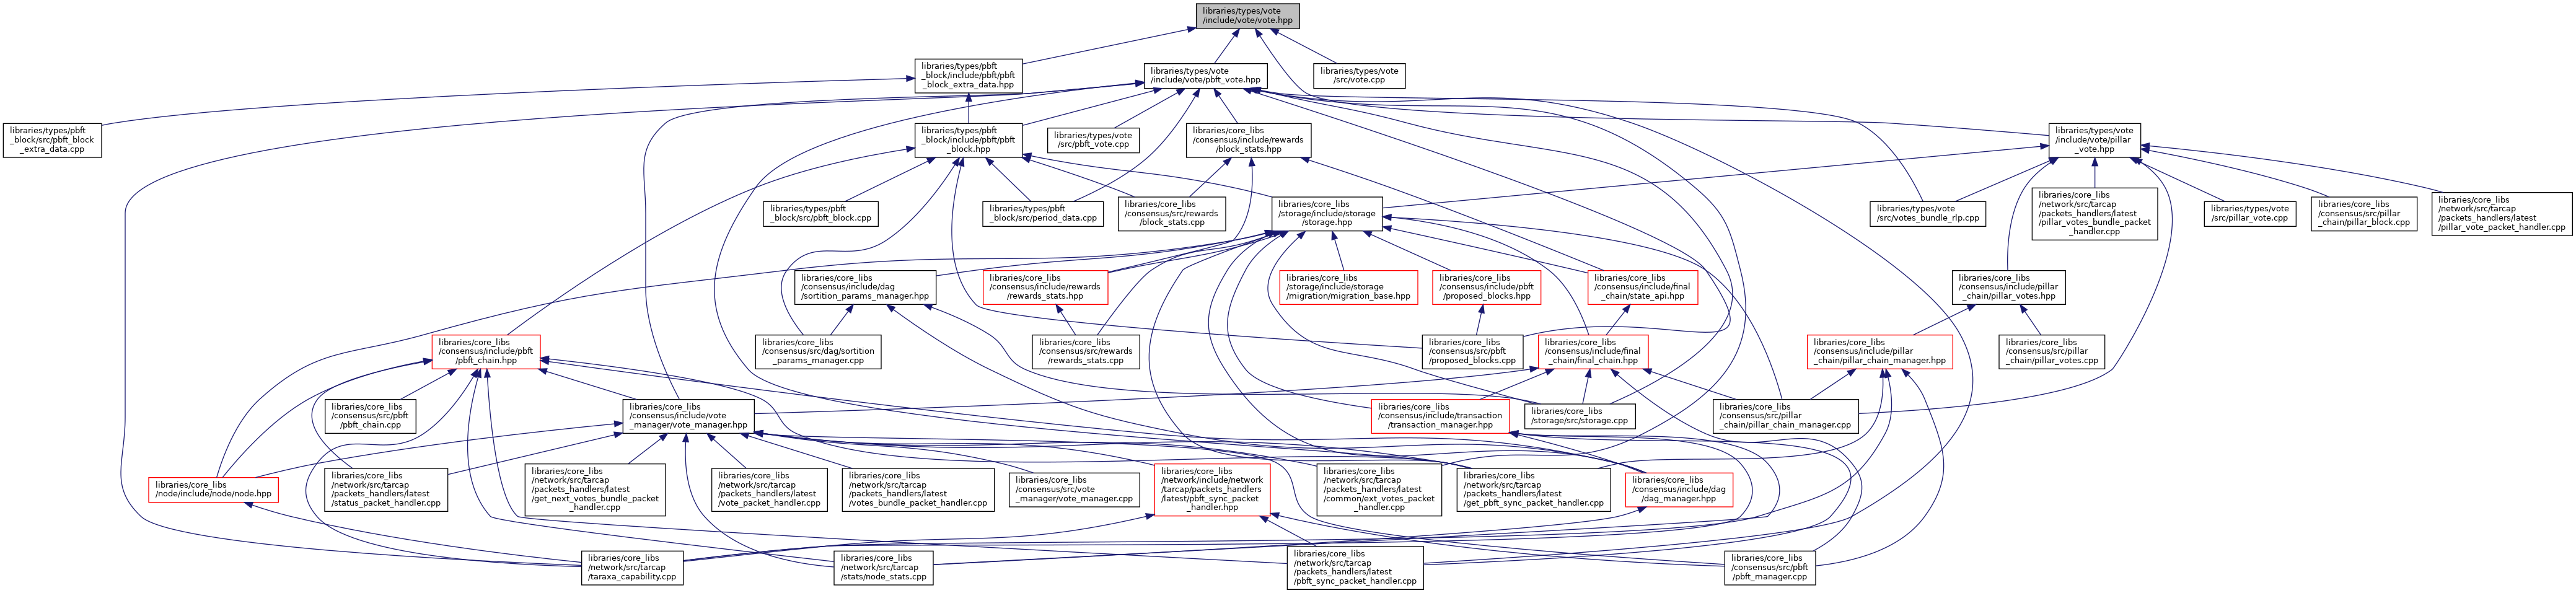 libraries/types/vote
/include/vote/vote.hpp
libraries/types/pbft
_block/include/pbft/pbft
_block_extra_data.hpp
libraries/types/vote
/include/vote/pbft_vote.hpp
libraries/types/vote
/src/vote.cpp
libraries/types/pbft
_block/src/pbft_block
_extra_data.cpp
libraries/types/pbft
_block/include/pbft/pbft
_block.hpp
libraries/types/vote
/src/pbft_vote.cpp
libraries/core_libs
/consensus/include/rewards
/block_stats.hpp
libraries/types/vote
/include/vote/pillar
_vote.hpp
libraries/types/pbft
_block/src/pbft_block.cpp
libraries/types/pbft
_block/src/period_data.cpp
libraries/core_libs
/consensus/src/rewards
/block_stats.cpp
libraries/core_libs
/storage/include/storage
/storage.hpp
libraries/types/vote
/src/votes_bundle_rlp.cpp
libraries/core_libs
/network/src/tarcap
/packets_handlers/latest
/pillar_votes_bundle_packet
_handler.cpp
libraries/types/vote
/src/pillar_vote.cpp
libraries/core_libs
/consensus/src/pillar
_chain/pillar_block.cpp
libraries/core_libs
/network/src/tarcap
/packets_handlers/latest
/pillar_vote_packet_handler.cpp
libraries/core_libs
/consensus/include/dag
/sortition_params_manager.hpp
libraries/core_libs
/consensus/include/rewards
/rewards_stats.hpp
libraries/core_libs
/storage/include/storage
/migration/migration_base.hpp
libraries/core_libs
/consensus/include/pbft
/proposed_blocks.hpp
libraries/core_libs
/consensus/include/final
_chain/state_api.hpp
libraries/core_libs
/consensus/include/pillar
_chain/pillar_votes.hpp
libraries/core_libs
/consensus/include/pbft
/pbft_chain.hpp
libraries/core_libs
/consensus/src/dag/sortition
_params_manager.cpp
libraries/core_libs
/consensus/src/rewards
/rewards_stats.cpp
libraries/core_libs
/consensus/src/pbft
/proposed_blocks.cpp
libraries/core_libs
/consensus/include/final
_chain/final_chain.hpp
libraries/core_libs
/consensus/include/pillar
_chain/pillar_chain_manager.hpp
libraries/core_libs
/consensus/src/pillar
_chain/pillar_votes.cpp
libraries/core_libs
/consensus/src/pbft
/pbft_chain.cpp
libraries/core_libs
/consensus/include/vote
_manager/vote_manager.hpp
libraries/core_libs
/consensus/include/transaction
/transaction_manager.hpp
libraries/core_libs
/storage/src/storage.cpp
libraries/core_libs
/consensus/src/pillar
_chain/pillar_chain_manager.cpp
libraries/core_libs
/node/include/node/node.hpp
libraries/core_libs
/network/src/tarcap
/packets_handlers/latest
/status_packet_handler.cpp
libraries/core_libs
/network/src/tarcap
/packets_handlers/latest
/get_next_votes_bundle_packet
_handler.cpp
libraries/core_libs
/network/src/tarcap
/packets_handlers/latest
/vote_packet_handler.cpp
libraries/core_libs
/network/src/tarcap
/packets_handlers/latest
/votes_bundle_packet_handler.cpp
libraries/core_libs
/consensus/src/vote
_manager/vote_manager.cpp
libraries/core_libs
/network/include/network
/tarcap/packets_handlers
/latest/pbft_sync_packet
_handler.hpp
libraries/core_libs
/network/src/tarcap
/packets_handlers/latest
/common/ext_votes_packet
_handler.cpp
libraries/core_libs
/network/src/tarcap
/packets_handlers/latest
/get_pbft_sync_packet_handler.cpp
libraries/core_libs
/consensus/include/dag
/dag_manager.hpp
libraries/core_libs
/network/src/tarcap
/taraxa_capability.cpp
libraries/core_libs
/network/src/tarcap
/stats/node_stats.cpp
libraries/core_libs
/network/src/tarcap
/packets_handlers/latest
/pbft_sync_packet_handler.cpp
libraries/core_libs
/consensus/src/pbft
/pbft_manager.cpp